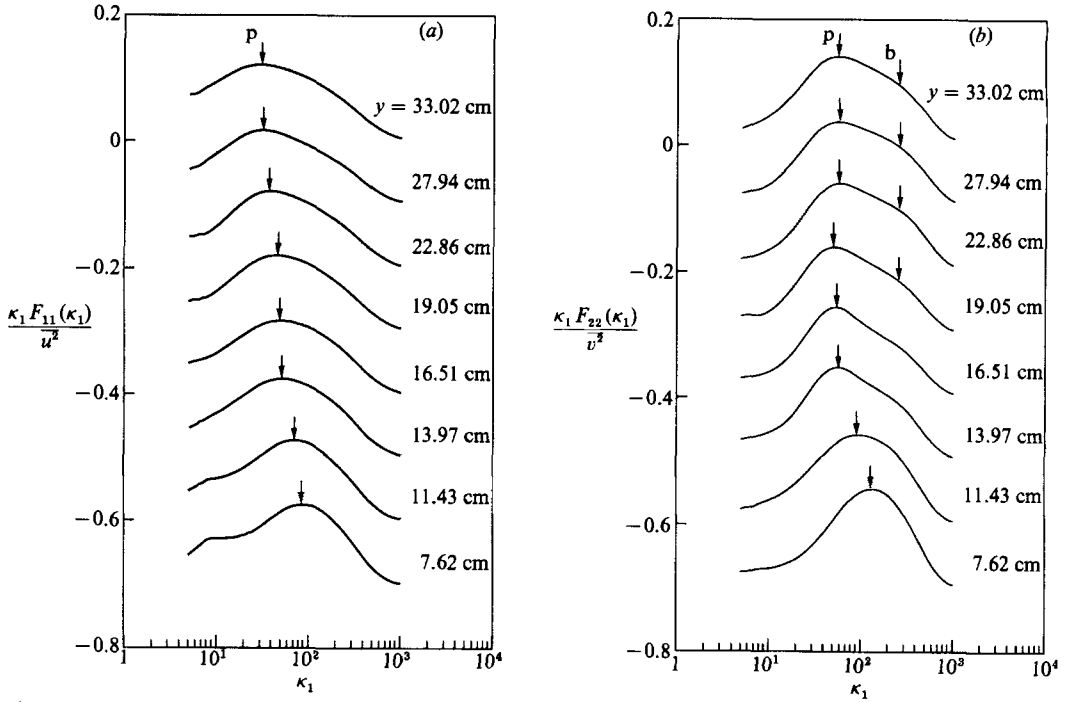 (a)
p
0.2
0
−0.2
−0.4
−0.6
−0.8
κ₁ F₁₁(κ₁)
u²
y = 33.02 cm
27.94 cm
22.86 cm
19.05 cm
16.51 cm
13.97 cm
11.43 cm
7.62 cm
1
10¹
10²
10³
10⁴
κ₁
(b)
p
b
0.2
0
−0.2
−0.4
−0.6
−0.8
κ₁ F₂₂(κ₁)
v²
y = 33.02 cm
27.94 cm
22.86 cm
19.05 cm
16.51 cm
13.97 cm
11.43 cm
7.62 cm
1
10¹
10²
10³
10⁴
κ₁